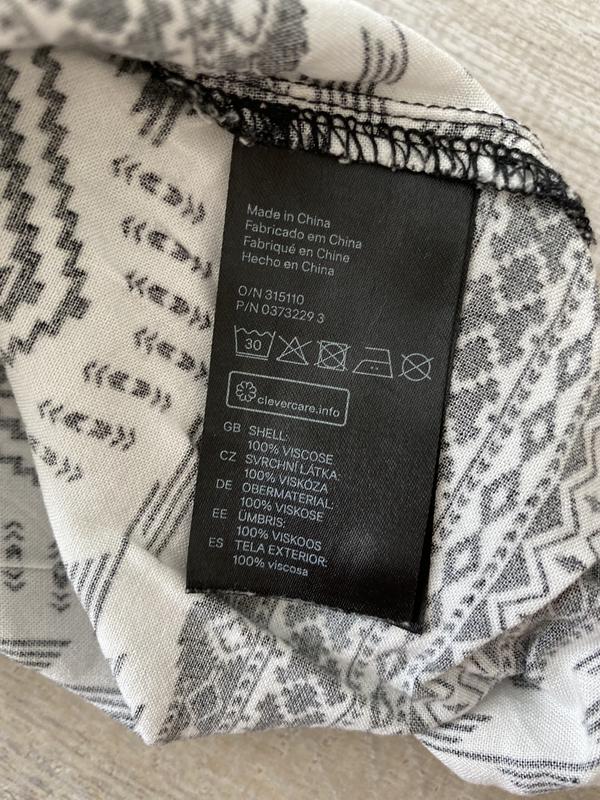 Made in China
Fabricado em China
Fabriqué en Chine
Hecho en China
O/N 315110
P/N 0373229 3
30
clevercare.info
GB SHELL:
100% VISCOSE
CZ SVRCHNÍ LÁTKA:
100% VISKÓZA
DE OBERMATERIAL:
100% VISKOSE
EE ÜMBRIS:
100% VISKOOS
ES TELA EXTERIOR:
100% viscosa